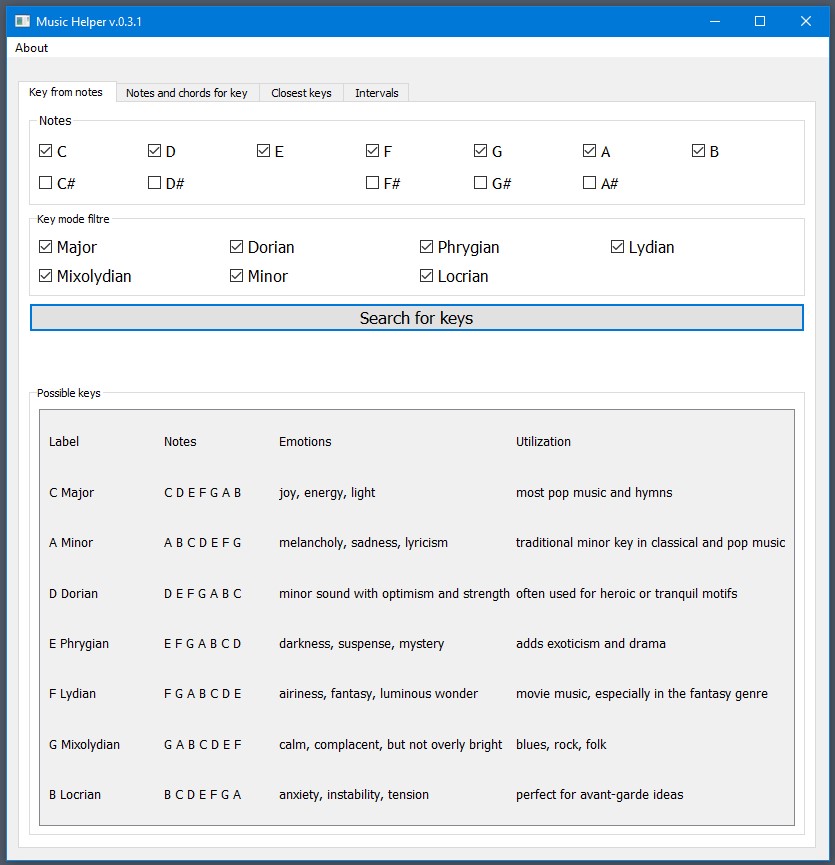 Music Helper v.0.3.1
About
Key from notes Notes and chords for key Closest keys Intervals
Notes
C D E F G A B
C# D# F# G# A#
Key mode filtre
Major Dorian Phrygian Lydian
Mixolydian Minor Locrian
Search for keys
Possible keys
Label Notes Emotions Utilization
C Major C D E F G A B joy, energy, light most pop music and hymns
A Minor A B C D E F G melancholy, sadness, lyricism traditional minor key in classical and pop music
D Dorian D E F G A B C minor sound with optimism and strength often used for heroic or tranquil motifs
E Phrygian E F G A B C D darkness, suspense, mystery adds exoticism and drama
F Lydian F G A B C D E airiness, fantasy, luminous wonder movie music, especially in the fantasy genre
G Mixolydian G A B C D E F calm, complacent, but not overly bright blues, rock, folk
B Locrian B C D E F G A anxiety, instability, tension perfect for avant-garde ideas